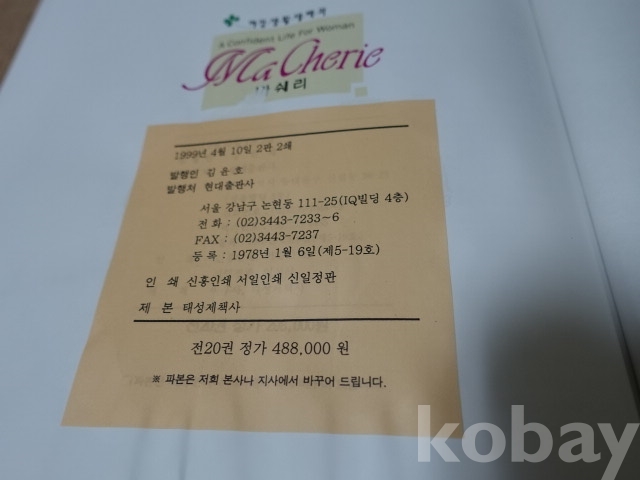 A Confident Life For Woman
Ma Cherie
마 쉐리
1999년 4월 10일 2판 2쇄
발행인 김윤호
발행처 현대출판사
서울 강남구 논현동 111-25(IQ빌딩 4층)
전 화 : (02)3443-7233~6
FAX : (02)3443-7237
등 록 : 1978년 1월 6일(제5-19호)
인 쇄 신흥인쇄 서일인쇄 신일정판
제 본 태성제책사
전20권 정가 488,000 원
※ 파본은 저희 본사나 지사에서 바꾸어 드립니다.
kobay